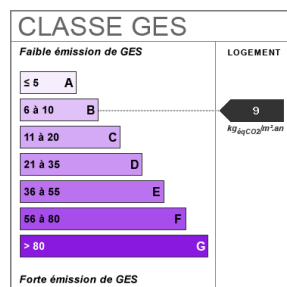 CLASSE GES
Faible émission de GES
LOGEMENT
≤ 5 A
6 à 10 B
9
kgéqCO2/m².an
11 à 20 C
21 à 35 D
36 à 55 E
56 à 80 F
> 80 G
Forte émission de GES